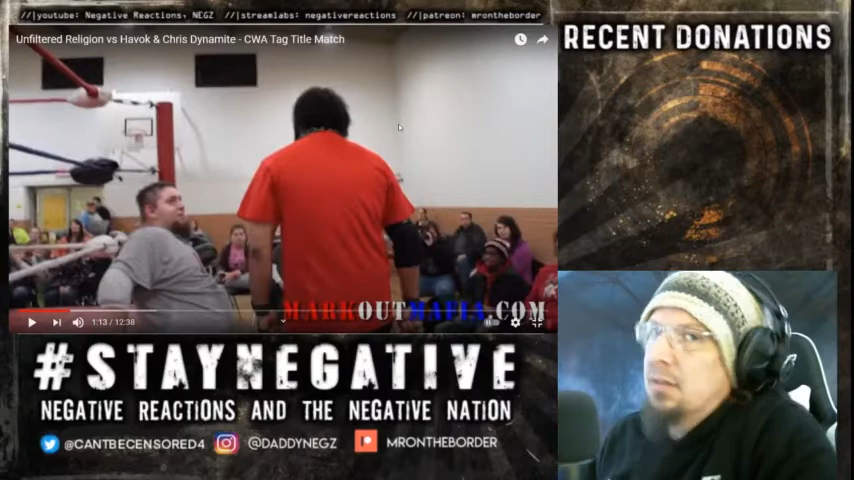 //|youtube: Negative Reactions, NEGZ //|streamlabs: negativereactions //|patreon: mrontheborder
Unfiltered Religion vs Havok & Chris Dynamite - CWA Tag Title Match
RECENT DONATIONS
MARKOUTMAFIA.COM
1:13 / 12:38
#STAYNEGATIVE
NEGATIVE REACTIONS AND THE NEGATIVE NATION
@CANTBECENSORED4 @DADDYNEGZ MRONTHEBORDER